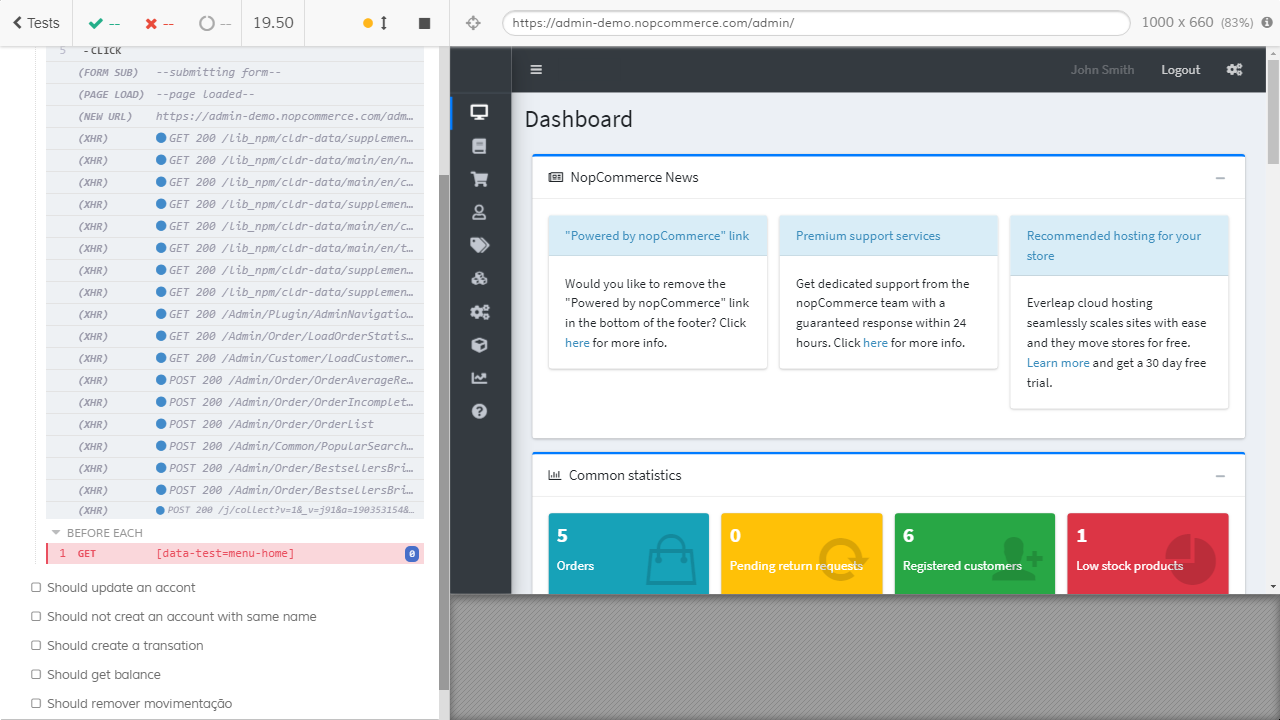 Tests
--
--
--
19.50
https://admin-demo.nopcommerce.com/admin/
1000 x 660 (83%)
5 - CLICK
(FORM SUB) --submitting form--
(PAGE LOAD) --page loaded--
(NEW URL) https://admin-demo.nopcommerce.com/adm...
(XHR) GET 200 /lib_npm/cldr-data/supplemen...
(XHR) GET 200 /lib_npm/cldr-data/main/en/n...
(XHR) GET 200 /lib_npm/cldr-data/main/en/c...
(XHR) GET 200 /lib_npm/cldr-data/supplemen...
(XHR) GET 200 /lib_npm/cldr-data/main/en/c...
(XHR) GET 200 /lib_npm/cldr-data/main/en/t...
(XHR) GET 200 /lib_npm/cldr-data/supplemen...
(XHR) GET 200 /lib_npm/cldr-data/supplemen...
(XHR) GET 200 /Admin/Plugin/AdminNavigatio...
(XHR) GET 200 /Admin/Order/LoadOrderStatis...
(XHR) GET 200 /Admin/Customer/LoadCustomer...
(XHR) POST 200 /Admin/Order/OrderAverageRe...
(XHR) POST 200 /Admin/Order/OrderIncomplet...
(XHR) POST 200 /Admin/Order/OrderList
(XHR) POST 200 /Admin/Common/PopularSearch...
(XHR) POST 200 /Admin/Order/BestsellersBri...
(XHR) POST 200 /Admin/Order/BestsellersBri...
(XHR) POST 200 /j/collect?v=1&_v=j91&a=190353154&...
BEFORE EACH
1 GET [data-test=menu-home] 0
Should update an accont
Should not creat an account with same name
Should create a transation
Should get balance
Should remover movimentação
John Smith
Logout
Dashboard
NopCommerce News
"Powered by nopCommerce" link
Would you like to remove the
"Powered by nopCommerce" link
in the bottom of the footer? Click
here for more info.
Premium support services
Get dedicated support from the
nopCommerce team with a
guaranteed response within 24
hours. Click here for more info.
Recommended hosting for your
store
Everleap cloud hosting
seamlessly scales sites with ease
and they move stores for free.
Learn more and get a 30 day free
trial.
Common statistics
5
Orders
0
Pending return requests
6
Registered customers
1
Low stock products